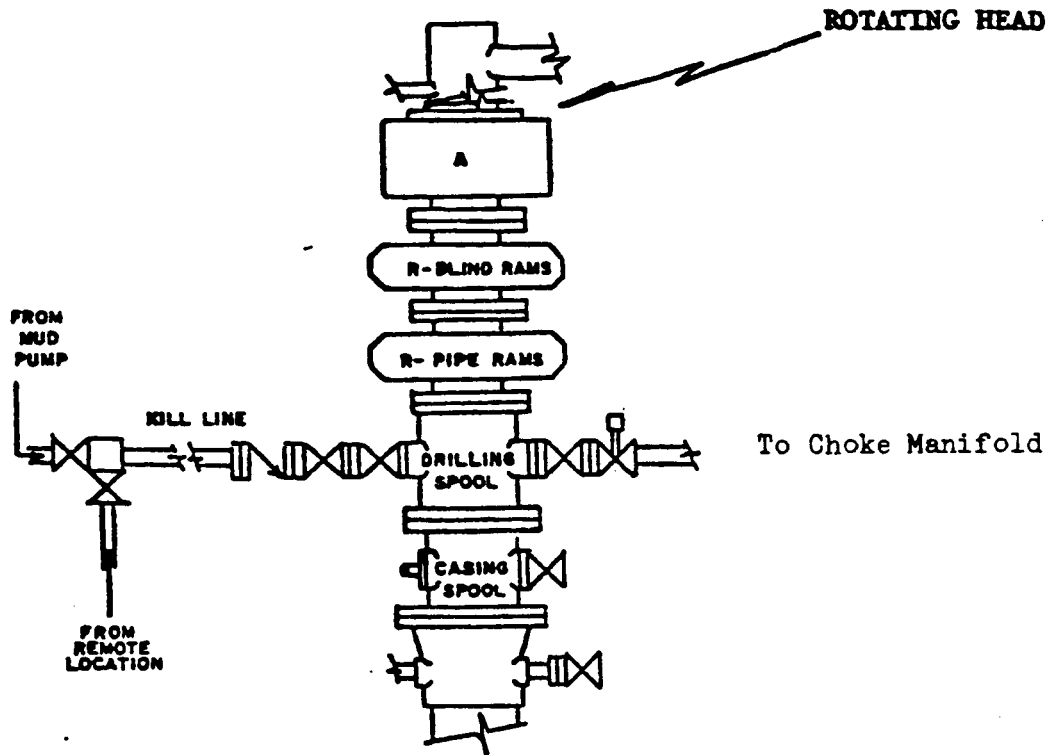 ROTATING HEAD
A
R-BLIND RAMS
FROM
MUD
PUMP
R- PIPE RAMS
KILL LINE
To Choke Manifold
DRILLING
SPOOL
CASING
SPOOL
FROM
REMOTE
LOCATION